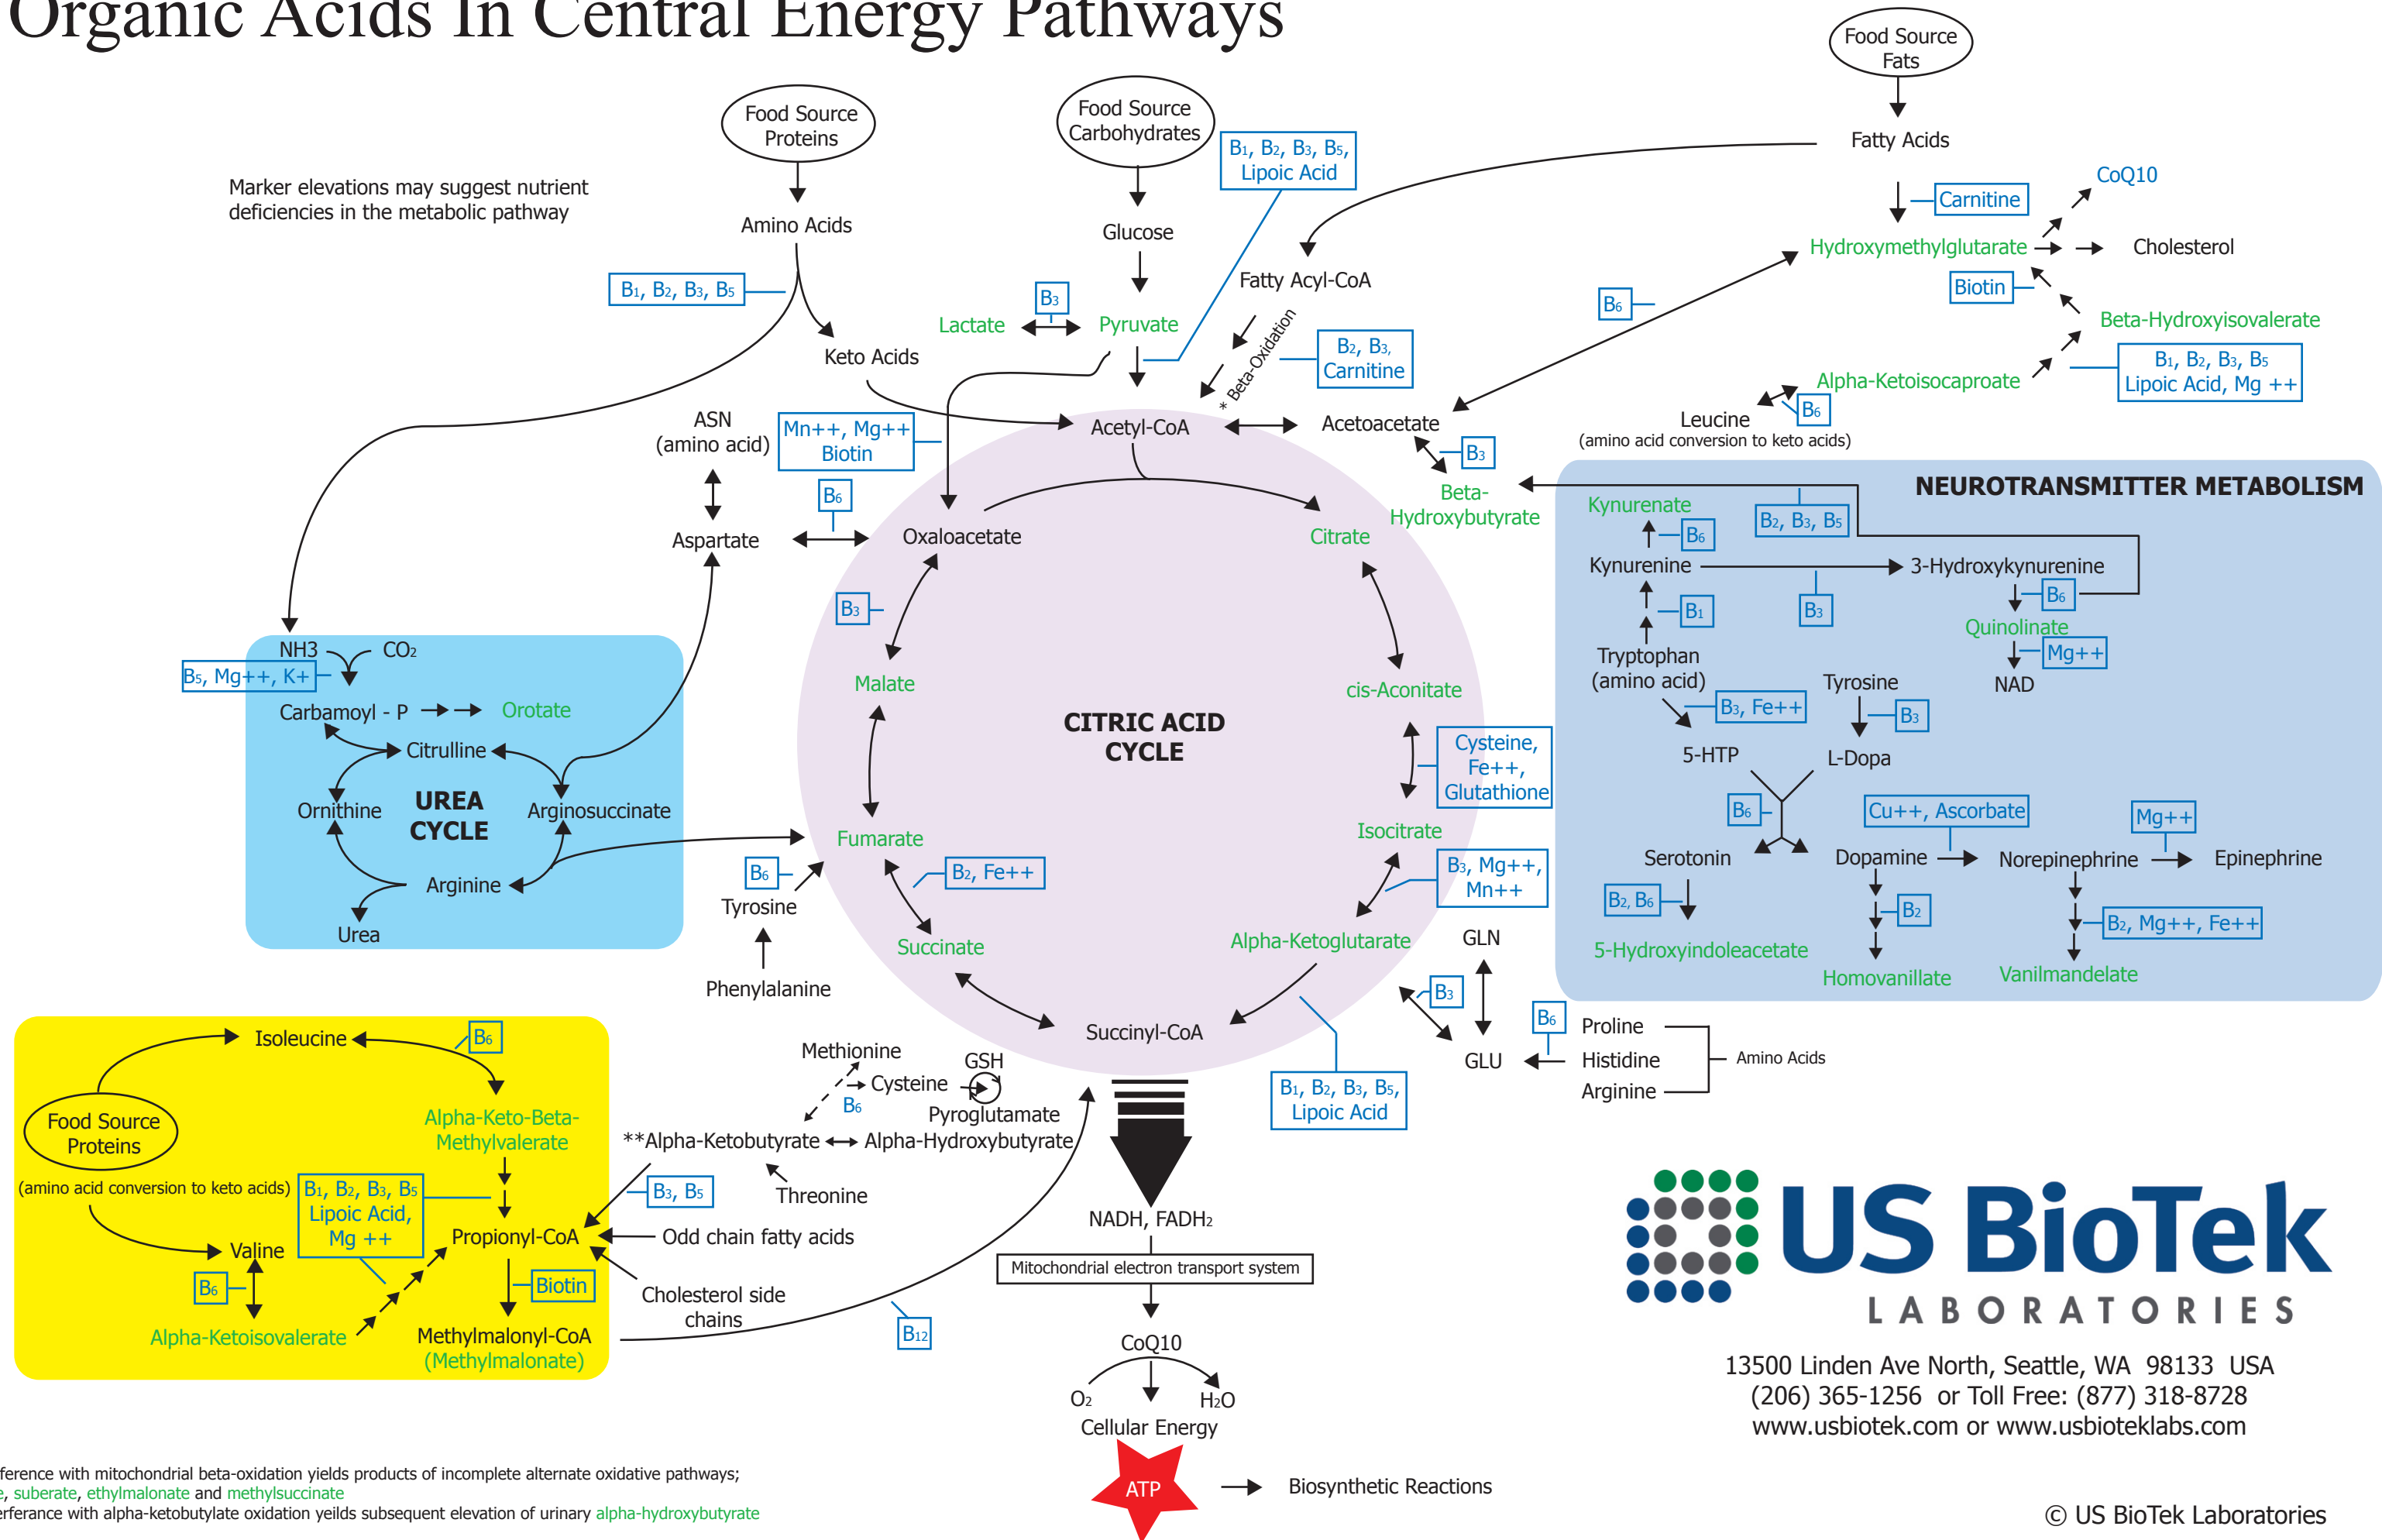 Organic Acids In Central Energy Pathways
Marker elevations may suggest nutrient
deficiencies in the metabolic pathway
Food Source
Proteins
Amino Acids
B1, B2, B3, B5
Keto Acids
Food Source
Carbohydrates
Glucose
Lactate
B3
Pyruvate
B1, B2, B3, B5,
Lipoic Acid
Food Source
Fats
Fatty Acids
Carnitine
CoQ10
Hydroxymethylglutarate
Cholesterol
Biotin
Beta-Hydroxyisovalerate
B1, B2, B3, B5
Lipoic Acid, Mg ++
Alpha-Ketoisocaproate
B6
Leucine
(amino acid conversion to keto acids)
B6
Fatty Acyl-CoA
* Beta-Oxidation
B2, B3,
Carnitine
Acetyl-CoA
Acetoacetate
B3
Beta-
Hydroxybutyrate
ASN
(amino acid)
Mn++, Mg++
Biotin
B6
Aspartate
Oxaloacetate
Citrate
B3
Malate
cis-Aconitate
CITRIC ACID
CYCLE
Cysteine,
Fe++,
Glutathione
Fumarate
Isocitrate
B2, Fe++
B3, Mg++,
Mn++
B6
Tyrosine
Phenylalanine
Succinate
Alpha-Ketoglutarate
Succinyl-CoA
GLN
B3
GLU
B6
Proline
Histidine
Arginine
Amino Acids
B1, B2, B3, B5,
Lipoic Acid
NH3
CO2
B5, Mg++, K+
Carbamoyl - P
Orotate
Citrulline
Ornithine
UREA
CYCLE
Arginosuccinate
Arginine
Urea
NEUROTRANSMITTER METABOLISM
Kynurenate
B2, B3, B5
B6
Kynurenine
3-Hydroxykynurenine
B1
B3
B6
Quinolinate
Mg++
NAD
Tryptophan
(amino acid)
Tyrosine
B3, Fe++
B3
5-HTP
L-Dopa
B6
Cu++, Ascorbate
Mg++
Serotonin
Dopamine
Norepinephrine
Epinephrine
B2, B6
B2
B2, Mg++, Fe++
5-Hydroxyindoleacetate
Homovanillate
Vanilmandelate
Isoleucine
B6
Food Source
Proteins
Alpha-Keto-Beta-
Methylvalerate
(amino acid conversion to keto acids)
B1, B2, B3, B5
Lipoic Acid,
Mg ++
Valine
Propionyl-CoA
B6
Biotin
Alpha-Ketoisovalerate
Methylmalonyl-CoA
(Methylmalonate)
Methionine
Cysteine
GSH
B6
Pyroglutamate
**Alpha-Ketobutyrate
Alpha-Hydroxybutyrate
B3, B5
Threonine
Odd chain fatty acids
Cholesterol side
chains
B12
NADH, FADH2
Mitochondrial electron transport system
CoQ10
O2
H2O
Cellular Energy
ATP
Biosynthetic Reactions
US BioTek
LABORATORIES
13500 Linden Ave North, Seattle, WA 98133 USA
(206) 365-1256 or Toll Free: (877) 318-8728
www.usbiotek.com or www.usbioteklabs.com
ference with mitochondrial beta-oxidation yields products of incomplete alternate oxidative pathways;
e, suberate, ethylmalonate and methylsuccinate
erferance with alpha-ketobutylate oxidation yeilds subsequent elevation of urinary alpha-hydroxybutyrate
© US BioTek Laboratories